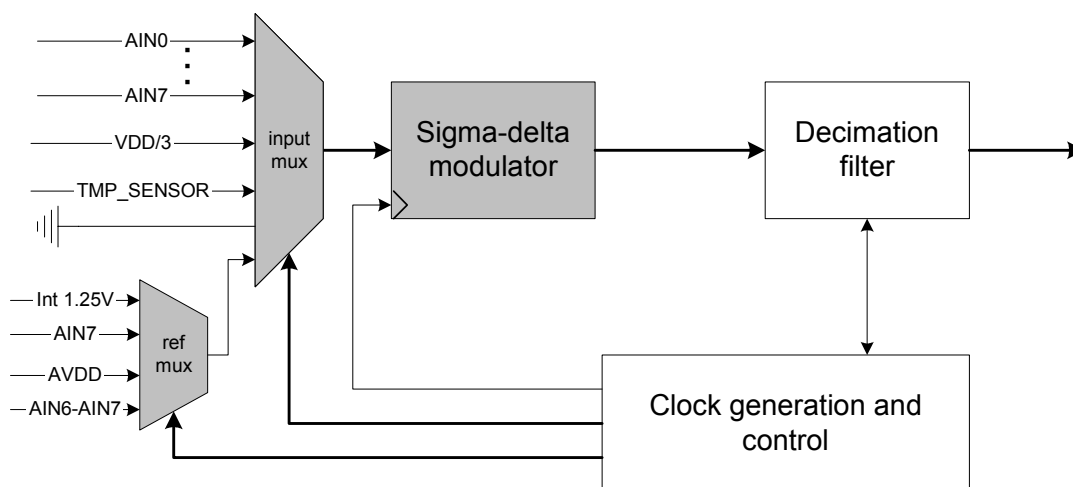 AIN0
AIN7
VDD/3
TMP_SENSOR
input
mux
Sigma-delta
modulator
Decimation
filter
Int 1.25V
AIN7
AVDD
AIN6-AIN7
ref
mux
Clock generation and
control